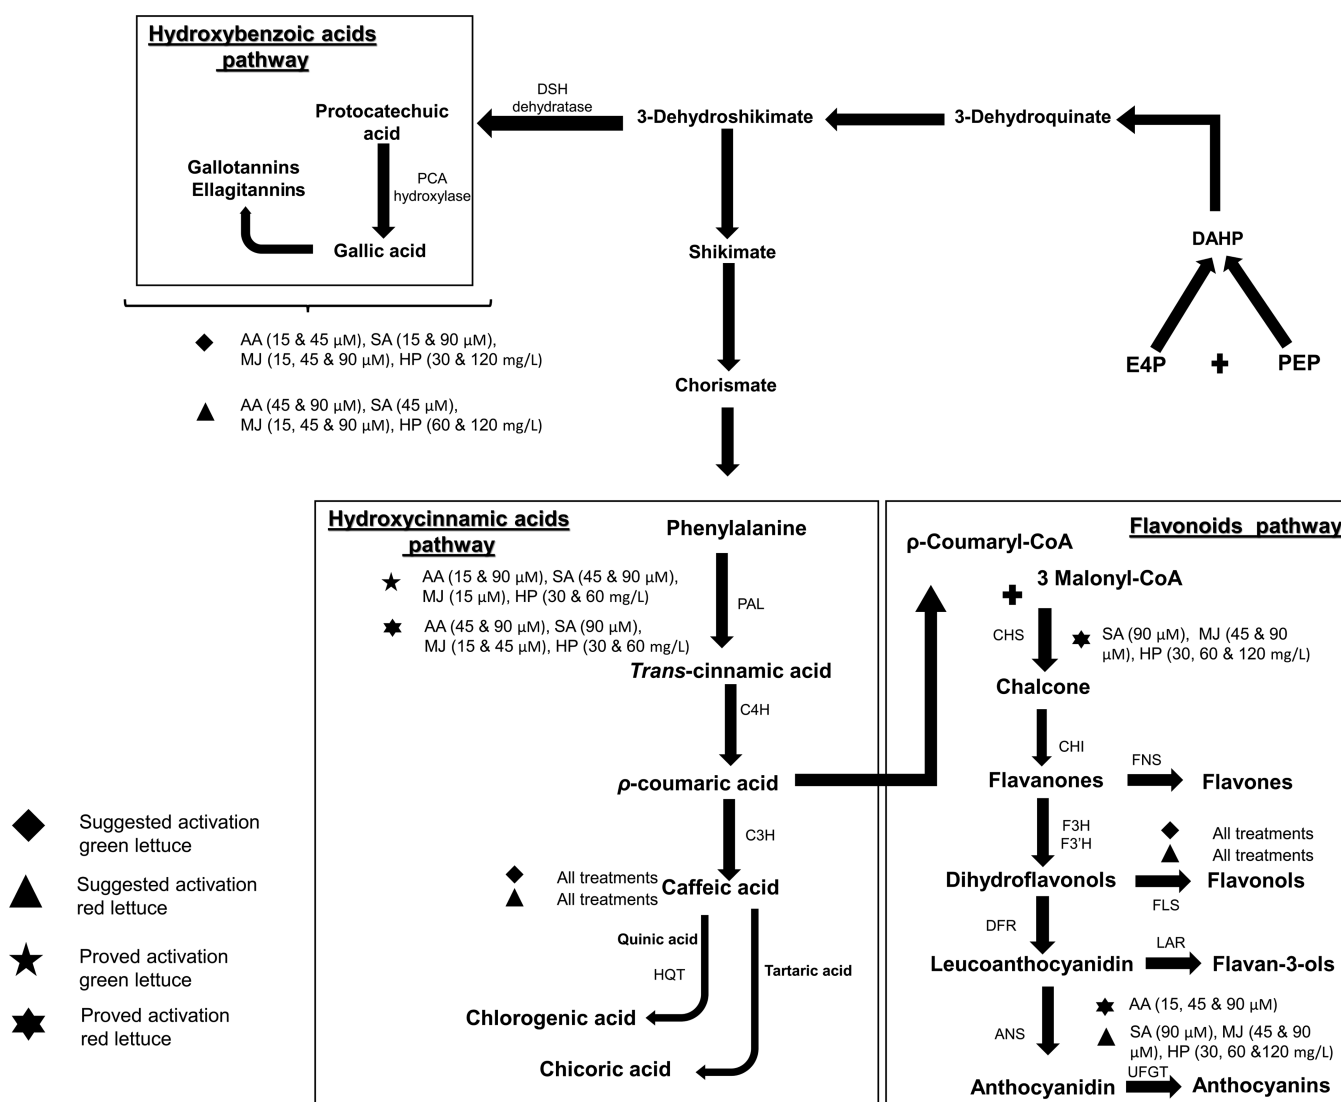 Hydroxybenzoic acids
pathway
Protocatechuic
acid
PCA
hydroxylase
Gallotannins
Ellagitannins
Gallic acid
DSH
dehydratase
3-Dehydroshikimate
3-Dehydroquinate
DAHP
E4P
+
PEP
Shikimate
Chorismate
AA (15 & 45 μM), SA (15 & 90 μM),
MJ (15, 45 & 90 μM), HP (30 & 120 mg/L)
AA (45 & 90 μM), SA (45 μM),
MJ (15, 45 & 90 μM), HP (60 & 120 mg/L)
Hydroxycinnamic acids
pathway
Phenylalanine
AA (15 & 90 μM), SA (45 & 90 μM),
MJ (15 μM), HP (30 & 60 mg/L)
PAL
AA (45 & 90 μM), SA (90 μM),
MJ (15 & 45 μM), HP (30 & 60 mg/L)
Trans-cinnamic acid
C4H
ρ-coumaric acid
C3H
All treatments
All treatments
Caffeic acid
Quinic acid
HQT
Tartaric acid
Chlorogenic acid
Chicoric acid
Flavonoids pathway
ρ-Coumaryl-CoA
+
3 Malonyl-CoA
CHS
SA (90 μM), MJ (45 & 90
μM), HP (30, 60 & 120 mg/L)
Chalcone
CHI
Flavanones
FNS
Flavones
F3H
F3'H
All treatments
All treatments
Dihydroflavonols
FLS
Flavonols
DFR
LAR
Leucoanthocyanidin
Flavan-3-ols
ANS
AA (15, 45 & 90 μM)
SA (90 μM), MJ (45 & 90
μM), HP (30, 60 &120 mg/L)
UFGT
Anthocyanidin
Anthocyanins
Suggested activation
green lettuce
Suggested activation
red lettuce
Proved activation
green lettuce
Proved activation
red lettuce